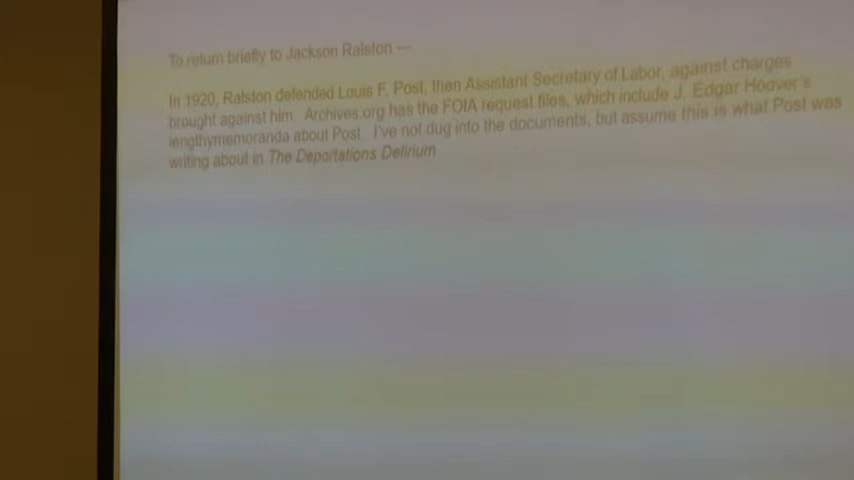 To return briefly to Jackson Ralston —
In 1920, Ralston defended Louis F. Post, then Assistant Secretary of Labor, against charges
brought against him. Archives.org has the FOIA request files, which include J. Edgar Hoover's
lengthymemoranda about Post. I've not dug into the documents, but assume this is what Post was
writing about in The Deportations Delirium